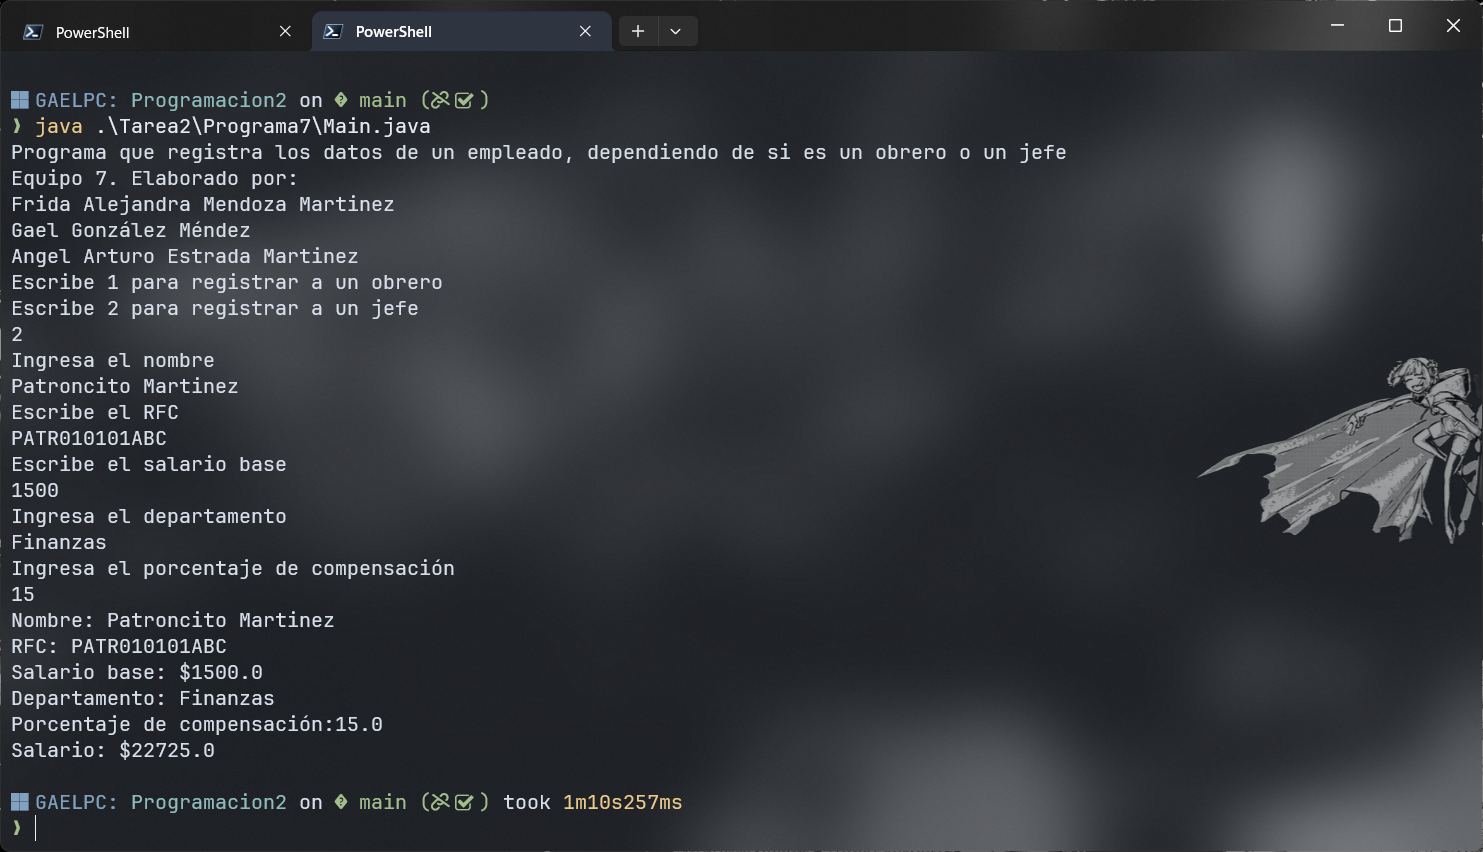 PowerShell
PowerShell
GAELPC: Programacion2 on main ( )
❯ java .\Tarea2\Programa7\Main.java
Programa que registra los datos de un empleado, dependiendo de si es un obrero o un jefe
Equipo 7. Elaborado por:
Frida Alejandra Mendoza Martinez
Gael González Méndez
Angel Arturo Estrada Martinez
Escribe 1 para registrar a un obrero
Escribe 2 para registrar a un jefe
2
Ingresa el nombre
Patroncito Martinez
Escribe el RFC
PATR010101ABC
Escribe el salario base
1500
Ingresa el departamento
Finanzas
Ingresa el porcentaje de compensación
15
Nombre: Patroncito Martinez
RFC: PATR010101ABC
Salario base: $1500.0
Departamento: Finanzas
Porcentaje de compensación:15.0
Salario: $22725.0
GAELPC: Programacion2 on main ( ) took 1m10s257ms
❯